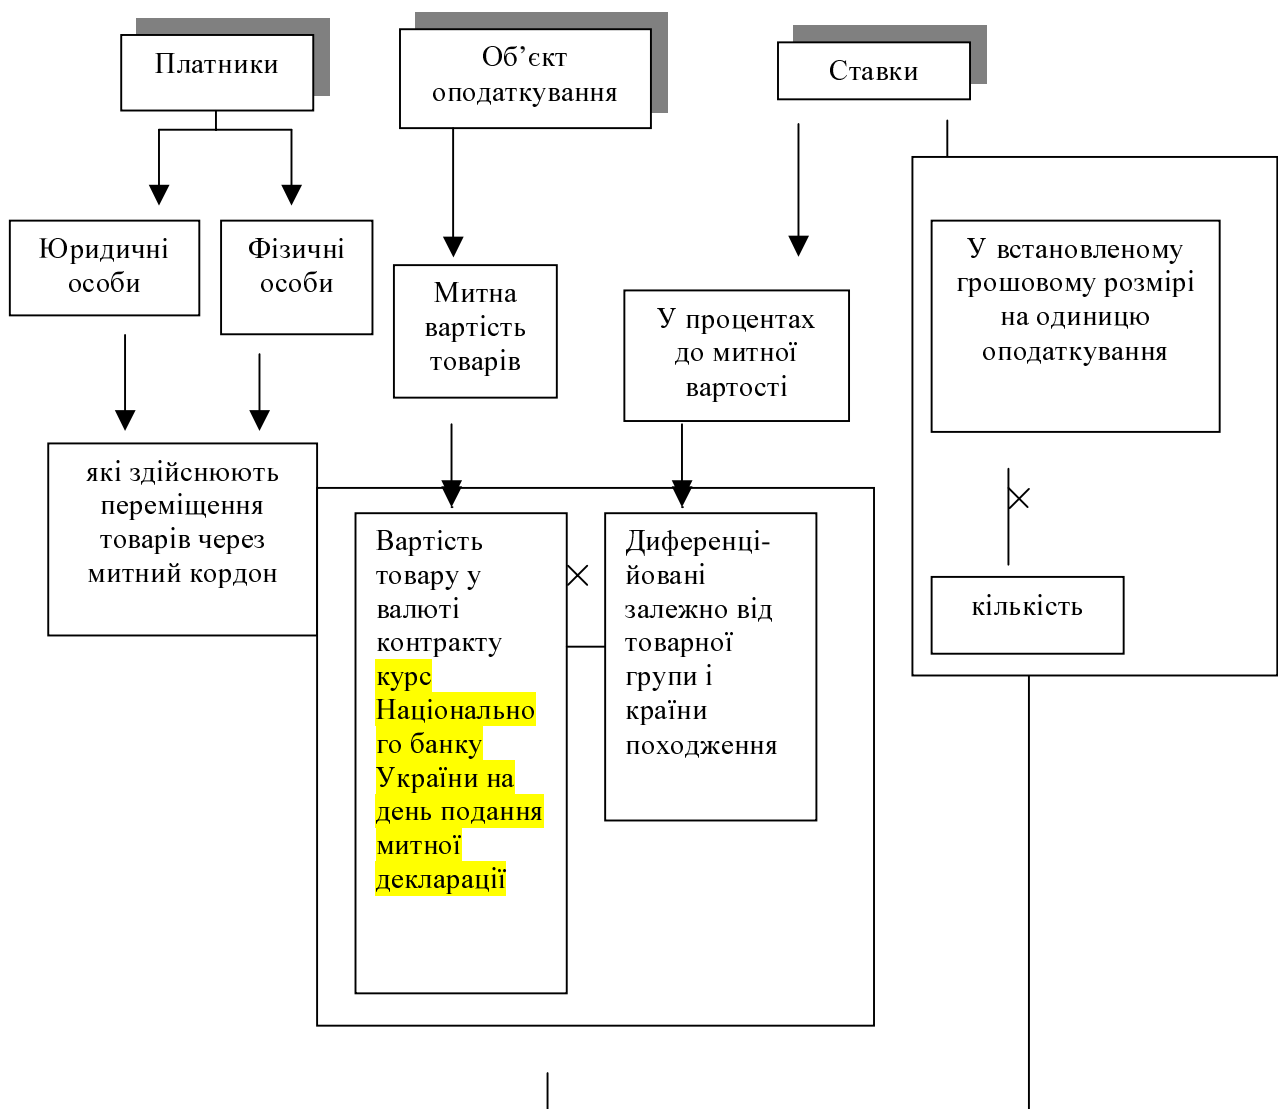 Платники
Об’єкт
оподаткування
Ставки
Юридичні
особи
Фізичні
особи
Митна
вартість
товарів
У процентах
до митної
вартості
У встановленому
грошовому розмірі
на одиницю
оподаткування
які здійснюють
переміщення
товарів через
митний кордон
Вартість
товару у
валюті
контракту
курс
Національно
го банку
України на
день подання
митної
декларації
Диференці-
йовані
залежно від
товарної
групи і
країни
походження
кількість